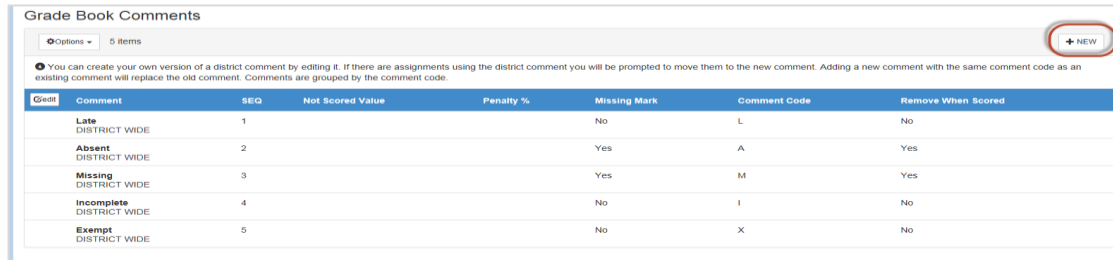 Grade Book Comments
Options 5 items + NEW
You can create your own version of a district comment by editing it. If there are assignments using the district comment you will be prompted to move them to the new comment. Adding a new comment with the same comment code as an
existing comment will replace the old comment. Comments are grouped by the comment code.
edit Comment SEQ Not Scored Value Penalty % Missing Mark Comment Code Remove When Scored
Late 1 No L No
DISTRICT WIDE
Absent 2 Yes A Yes
DISTRICT WIDE
Missing 3 Yes M Yes
DISTRICT WIDE
Incomplete 4 No I No
DISTRICT WIDE
Exempt 5 No X No
DISTRICT WIDE